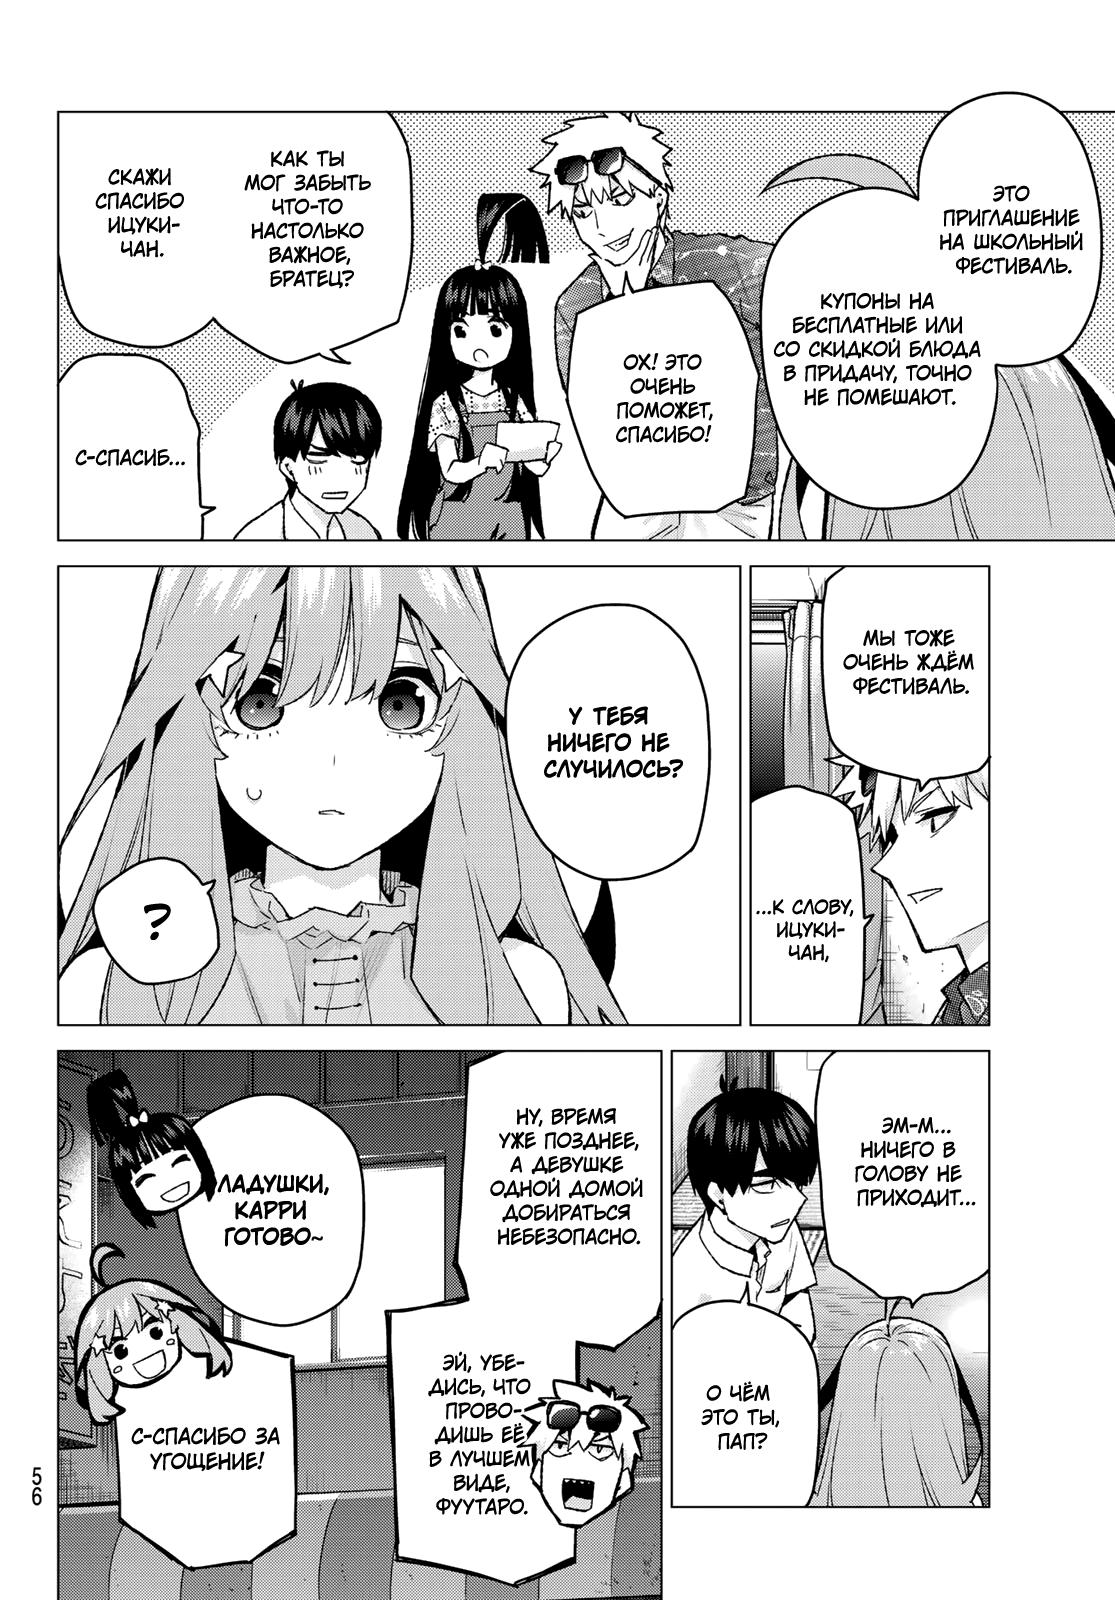 ЭТО
ПРИГЛАШЕНИЕ
НА ШКОЛЬНЫЙ
ФЕСТИВАЛЬ.
КУПОНЫ НА
БЕСПЛАТНЫЕ ИЛИ
СО СКИДКОЙ БЛЮДА
В ПРИДАЧУ, ТОЧНО
НЕ ПОМЕШАЮТ.
ОХ! ЭТО
ОЧЕНЬ
ПОМОЖЕТ,
СПАСИБО!
КАК ТЫ
МОГ ЗАБЫТЬ
ЧТО-ТО
НАСТОЛЬКО
ВАЖНОЕ,
БРАТЕЦ?
СКАЖИ
СПАСИБО
ИЦУКИ-
ЧАН.
С-СПАСИБ...
МЫ ТОЖЕ
ОЧЕНЬ ЖДЁМ
ФЕСТИВАЛЬ.
...К СЛОВУ,
ИЦУКИ-
ЧАН,
У ТЕБЯ
НИЧЕГО НЕ
СЛУЧИЛОСЬ?
?
ЭМ-М...
НИЧЕГО В
ГОЛОВУ НЕ
ПРИХОДИТ...
О ЧЁМ
ЭТО ТЫ,
ПАП?
НУ, ВРЕМЯ
УЖЕ ПОЗДНЕЕ,
А ДЕВУШКЕ
ОДНОЙ ДОМОЙ
ДОБИРАТЬСЯ
НЕБЕЗОПАСНО.
ЭЙ, УБЕ-
ДИСЬ, ЧТО
ПРОВО-
ДИШЬ ЕЁ
В ЛУЧШЕМ
ВИДЕ,
ФУУТАРО.
ЛАДУШКИ,
КАРРИ
ГОТОВО~
С-СПАСИБО ЗА
УГОЩЕНИЕ!
56